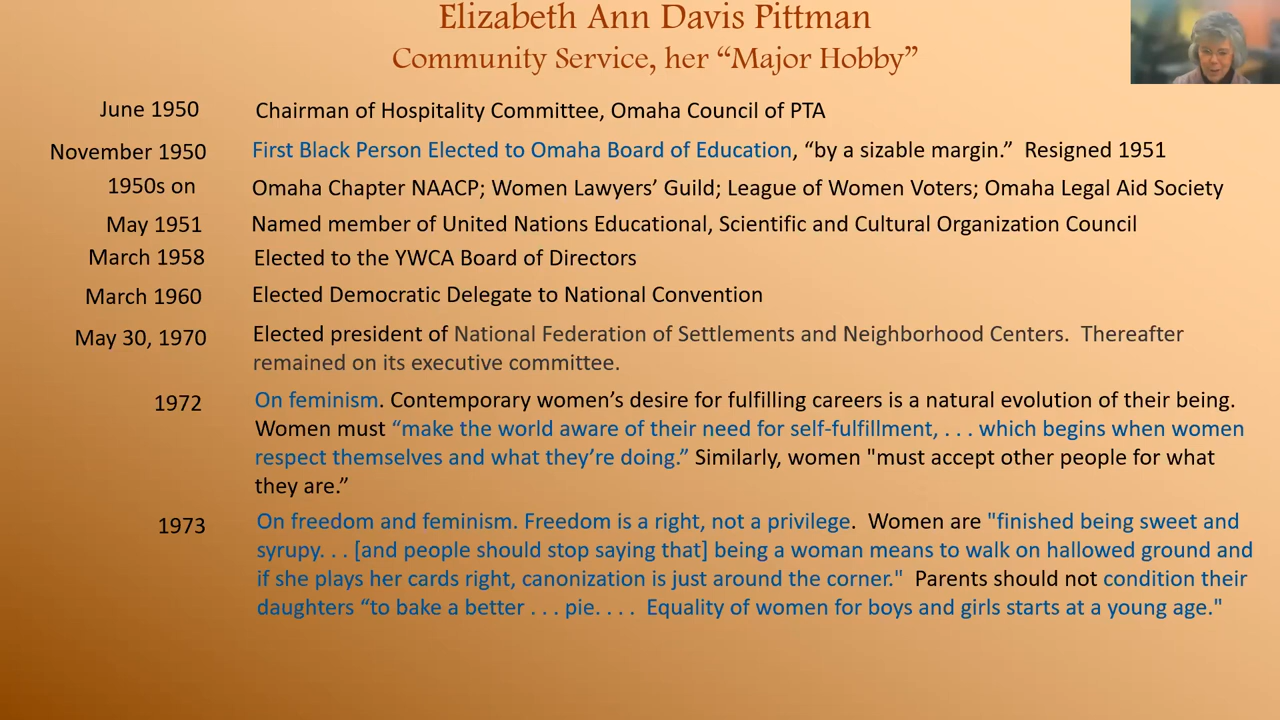 Elizabeth Ann Davis Pittman
Community Service, her “Major Hobby”
June 1950 Chairman of Hospitality Committee, Omaha Council of PTA
November 1950 First Black Person Elected to Omaha Board of Education, “by a sizable margin.” Resigned 1951
1950s on Omaha Chapter NAACP; Women Lawyers’ Guild; League of Women Voters; Omaha Legal Aid Society
May 1951 Named member of United Nations Educational, Scientific and Cultural Organization Council
March 1958 Elected to the YWCA Board of Directors
March 1960 Elected Democratic Delegate to National Convention
May 30, 1970 Elected president of National Federation of Settlements and Neighborhood Centers. Thereafter
remained on its executive committee.
1972 On feminism. Contemporary women’s desire for fulfilling careers is a natural evolution of their being.
Women must “make the world aware of their need for self-fulfillment, . . . which begins when women
respect themselves and what they’re doing.” Similarly, women "must accept other people for what
they are.”
1973 On freedom and feminism. Freedom is a right, not a privilege. Women are "finished being sweet and
syrupy. . . [and people should stop saying that] being a woman means to walk on hallowed ground and
if she plays her cards right, canonization is just around the corner." Parents should not condition their
daughters “to bake a better . . . pie. . . . Equality of women for boys and girls starts at a young age."